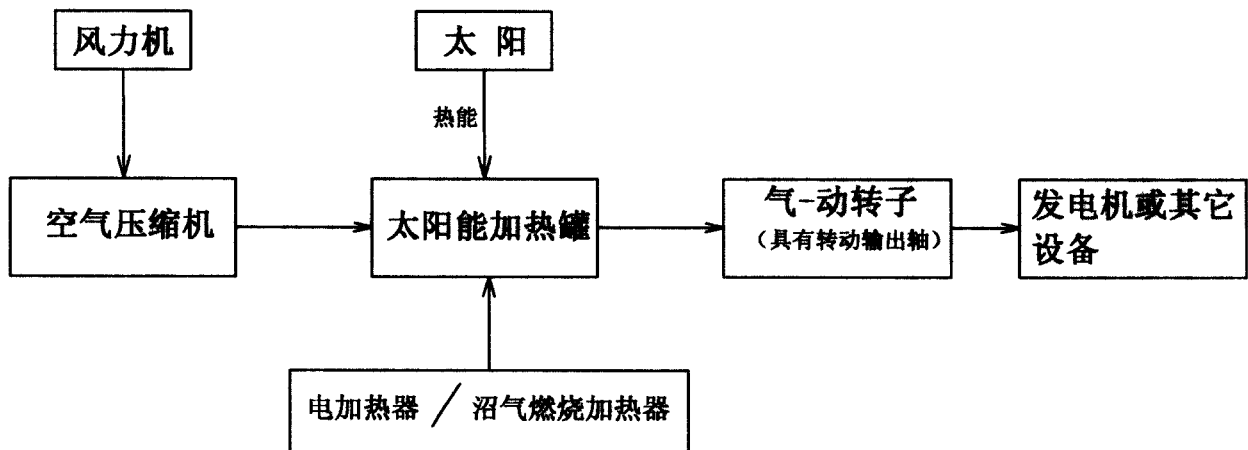 风力机
太 阳
热能
空气压缩机
太阳能加热罐
气-动转子
（具有转动输出轴）
发电机或其它
设备
电加热器 / 沼气燃烧加热器